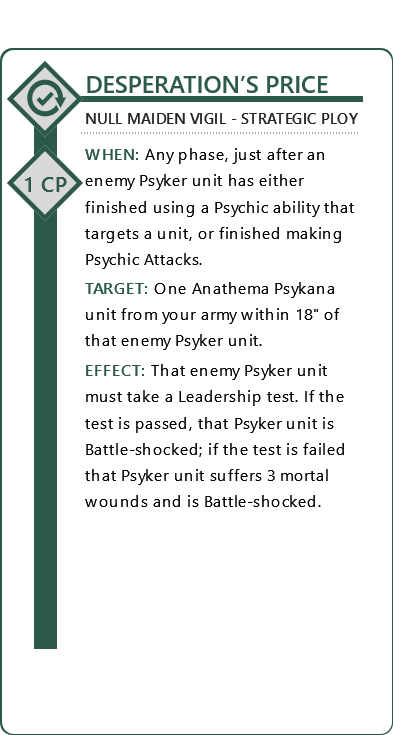 DESPERATION’S PRICE
NULL MAIDEN VIGIL - STRATEGIC PLOY
1 CP
WHEN: Any phase, just after an
enemy Psyker unit has either
finished using a Psychic ability that
targets a unit, or finished making
Psychic Attacks.
TARGET: One Anathema Psykana
unit from your army within 18" of
that enemy Psyker unit.
EFFECT: That enemy Psyker unit
must take a Leadership test. If the
test is passed, that Psyker unit is
Battle-shocked; if the test is failed
that Psyker unit suffers 3 mortal
wounds and is Battle-shocked.